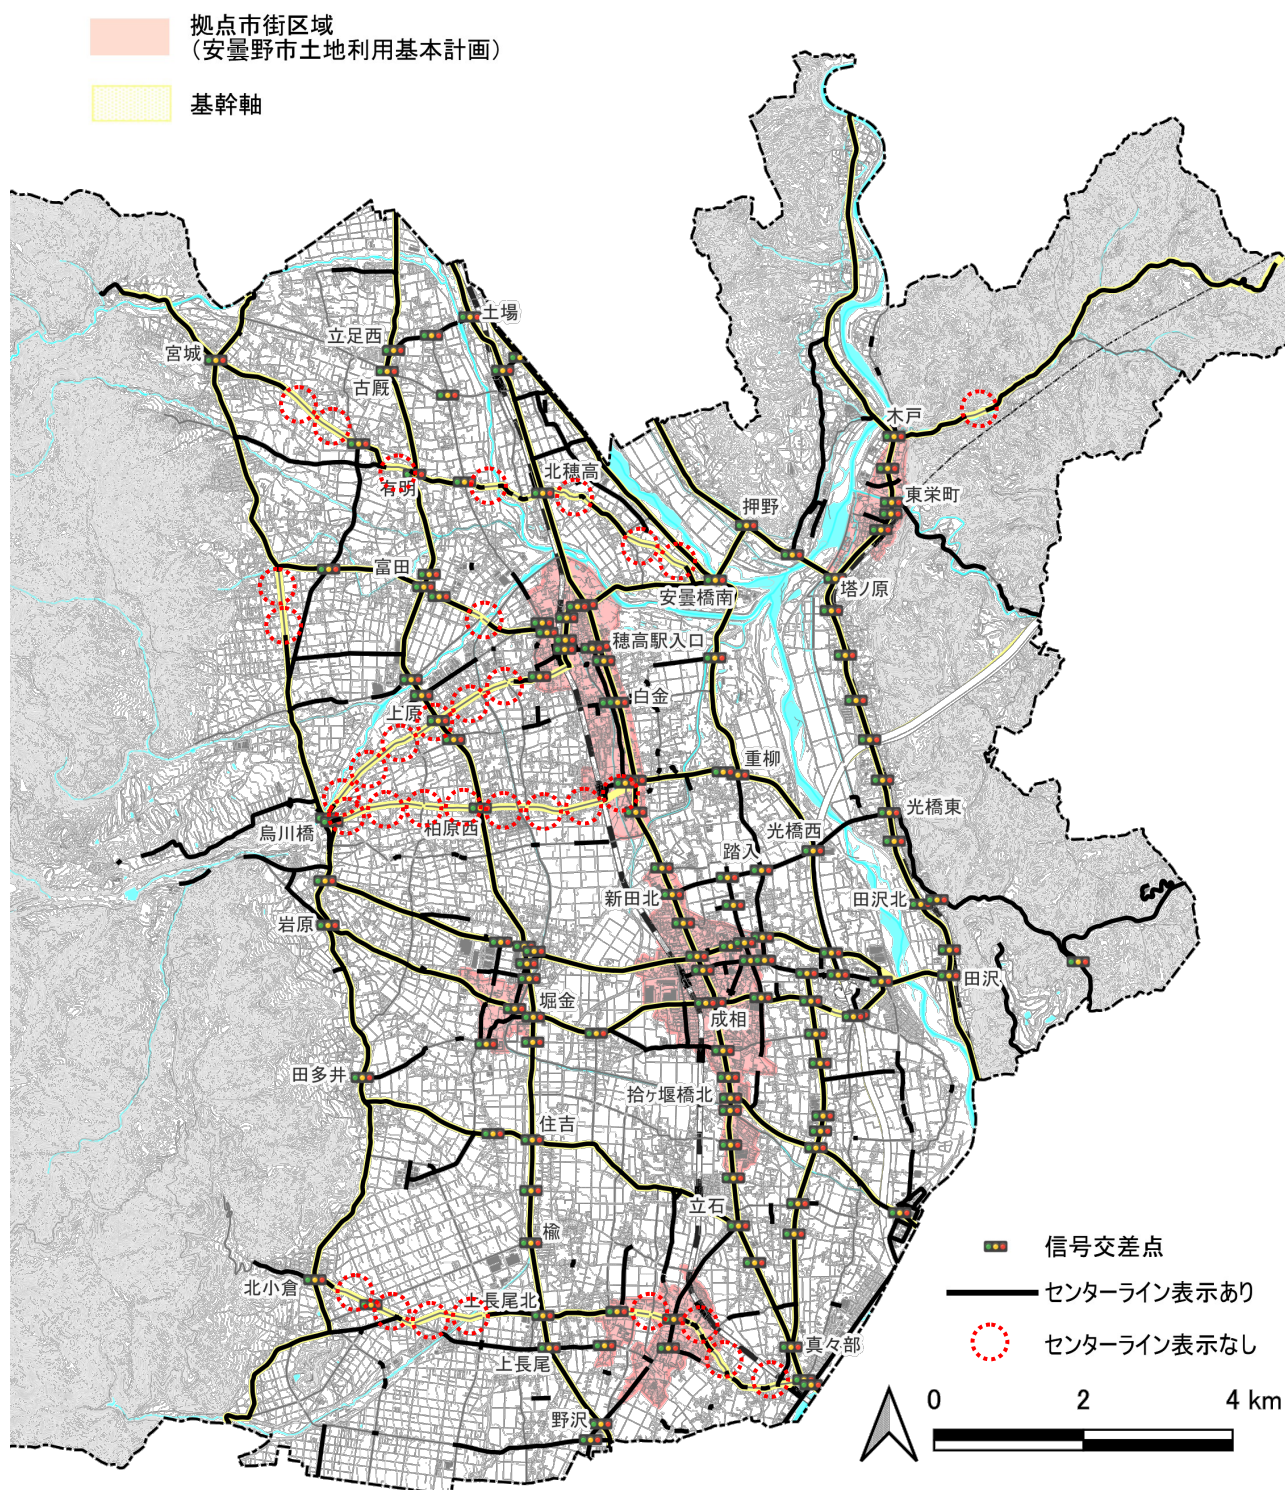 拠点市街区域
（安曇野市土地利用基本計画）
基幹軸
土場
立足西
宮城
古厩
木戸
北穂高
有明
東栄町
押野
富田
塔ノ原
安曇橋南
穂高駅入口
白金
上原
重柳
光橋東
烏川橋
柏原西
光橋西
踏入
新田北
田沢北
岩原
田沢
堀金
成相
田多井
拾ヶ堰橋北
住吉
立石
楡
信号交差点
北小倉
センターライン表示あり
上長尾北
真々部
センターライン表示なし
上長尾
野沢
0 2 4 km